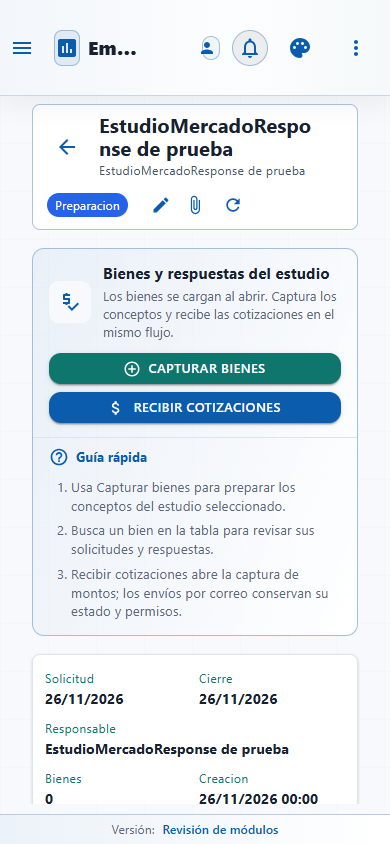 Em...
EstudioMercadoRespo
nse de prueba
EstudioMercadoResponse de prueba
Preparacion
Bienes y respuestas del estudio
Los bienes se cargan al abrir. Captura los
conceptos y recibe las cotizaciones en el
mismo flujo.
CAPTURAR BIENES
$ RECIBIR COTIZACIONES
Guía rápida
1. Usa Capturar bienes para preparar los
conceptos del estudio seleccionado.
2. Busca un bien en la tabla para revisar sus
solicitudes y respuestas.
3. Recibir cotizaciones abre la captura de
montos; los envíos por correo conservan su
estado y permisos.
Solicitud Cierre
26/11/2026 26/11/2026
Responsable
EstudioMercadoResponse de prueba
Bienes Creacion
0 26/11/2026 00:00
Versión: Revisión de módulos